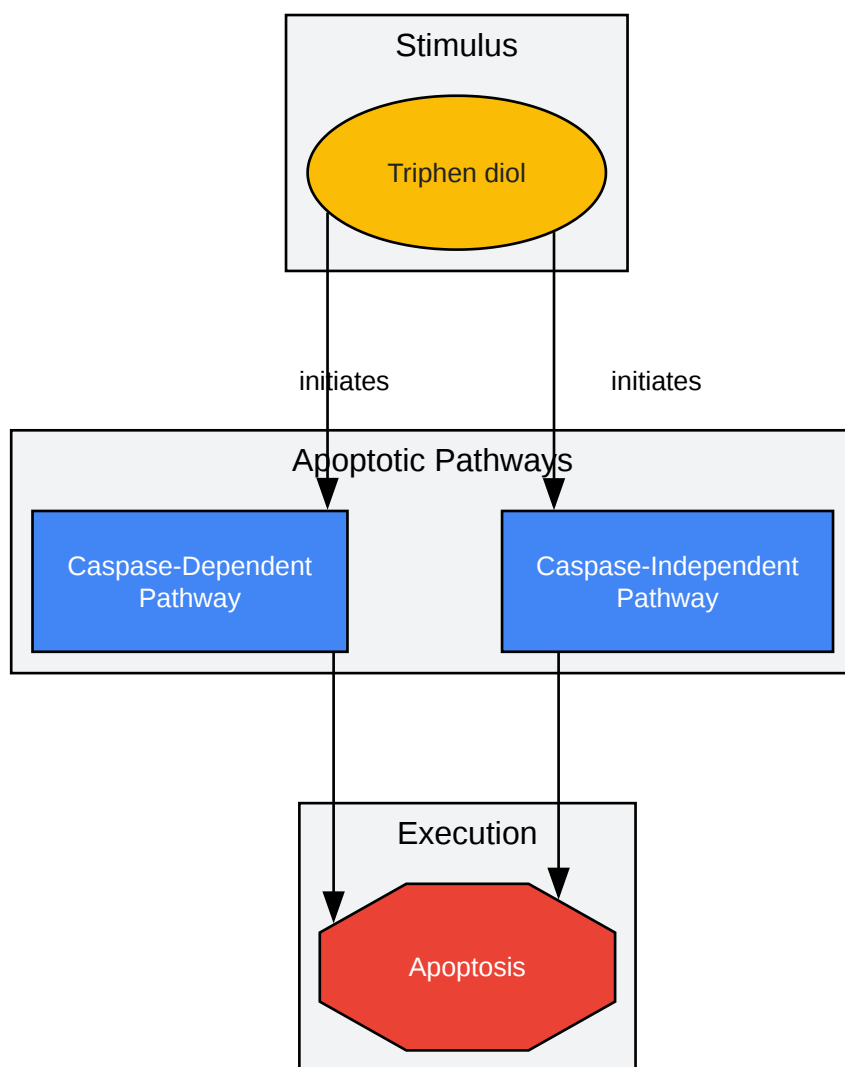 Stimulus
Triphen diol
initiates
initiates
Apoptotic Pathways
Caspase-Dependent
Pathway
Caspase-Independent
Pathway
Execution
Apoptosis